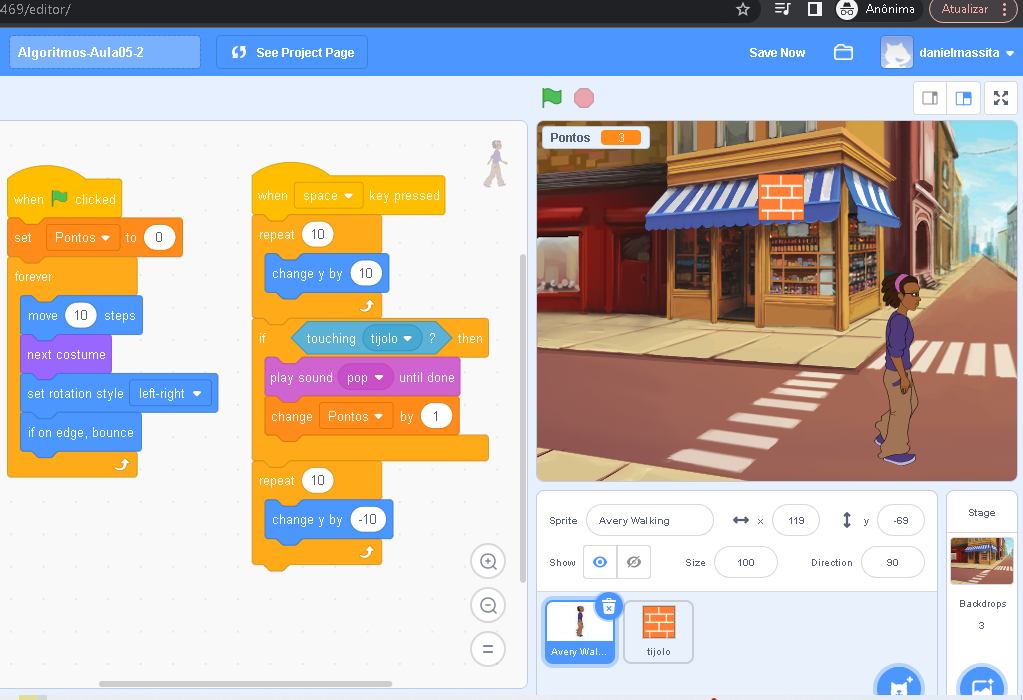 469/editor/
Anônima
Atualizar
Algoritmos-Aula05-2
See Project Page
Save Now
danielmassita
when clicked
set Pontos to 0
forever
move 10 steps
next costume
set rotation style left-right
if on edge, bounce
when space key pressed
repeat 10
change y by 10
if touching tijolo ? then
play sound pop until done
change Pontos by 1
repeat 10
change y by -10
Pontos 3
Sprite Avery Walking x 119 y -69
Show Size 100 Direction 90
Avery Wal...
tijolo
Stage
Backdrops
3